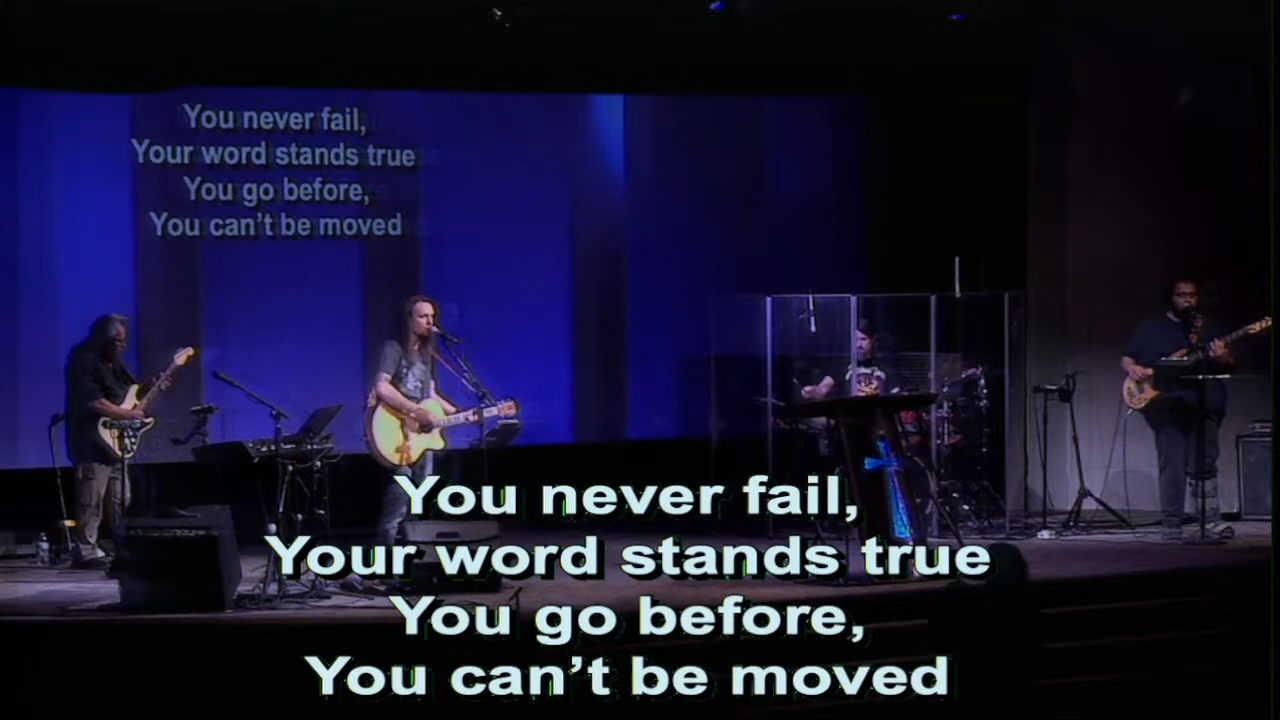 You never fail,
Your word stands true
You go before,
You can't be moved
You never fail,
Your word stands true
You go before,
You can’t be moved